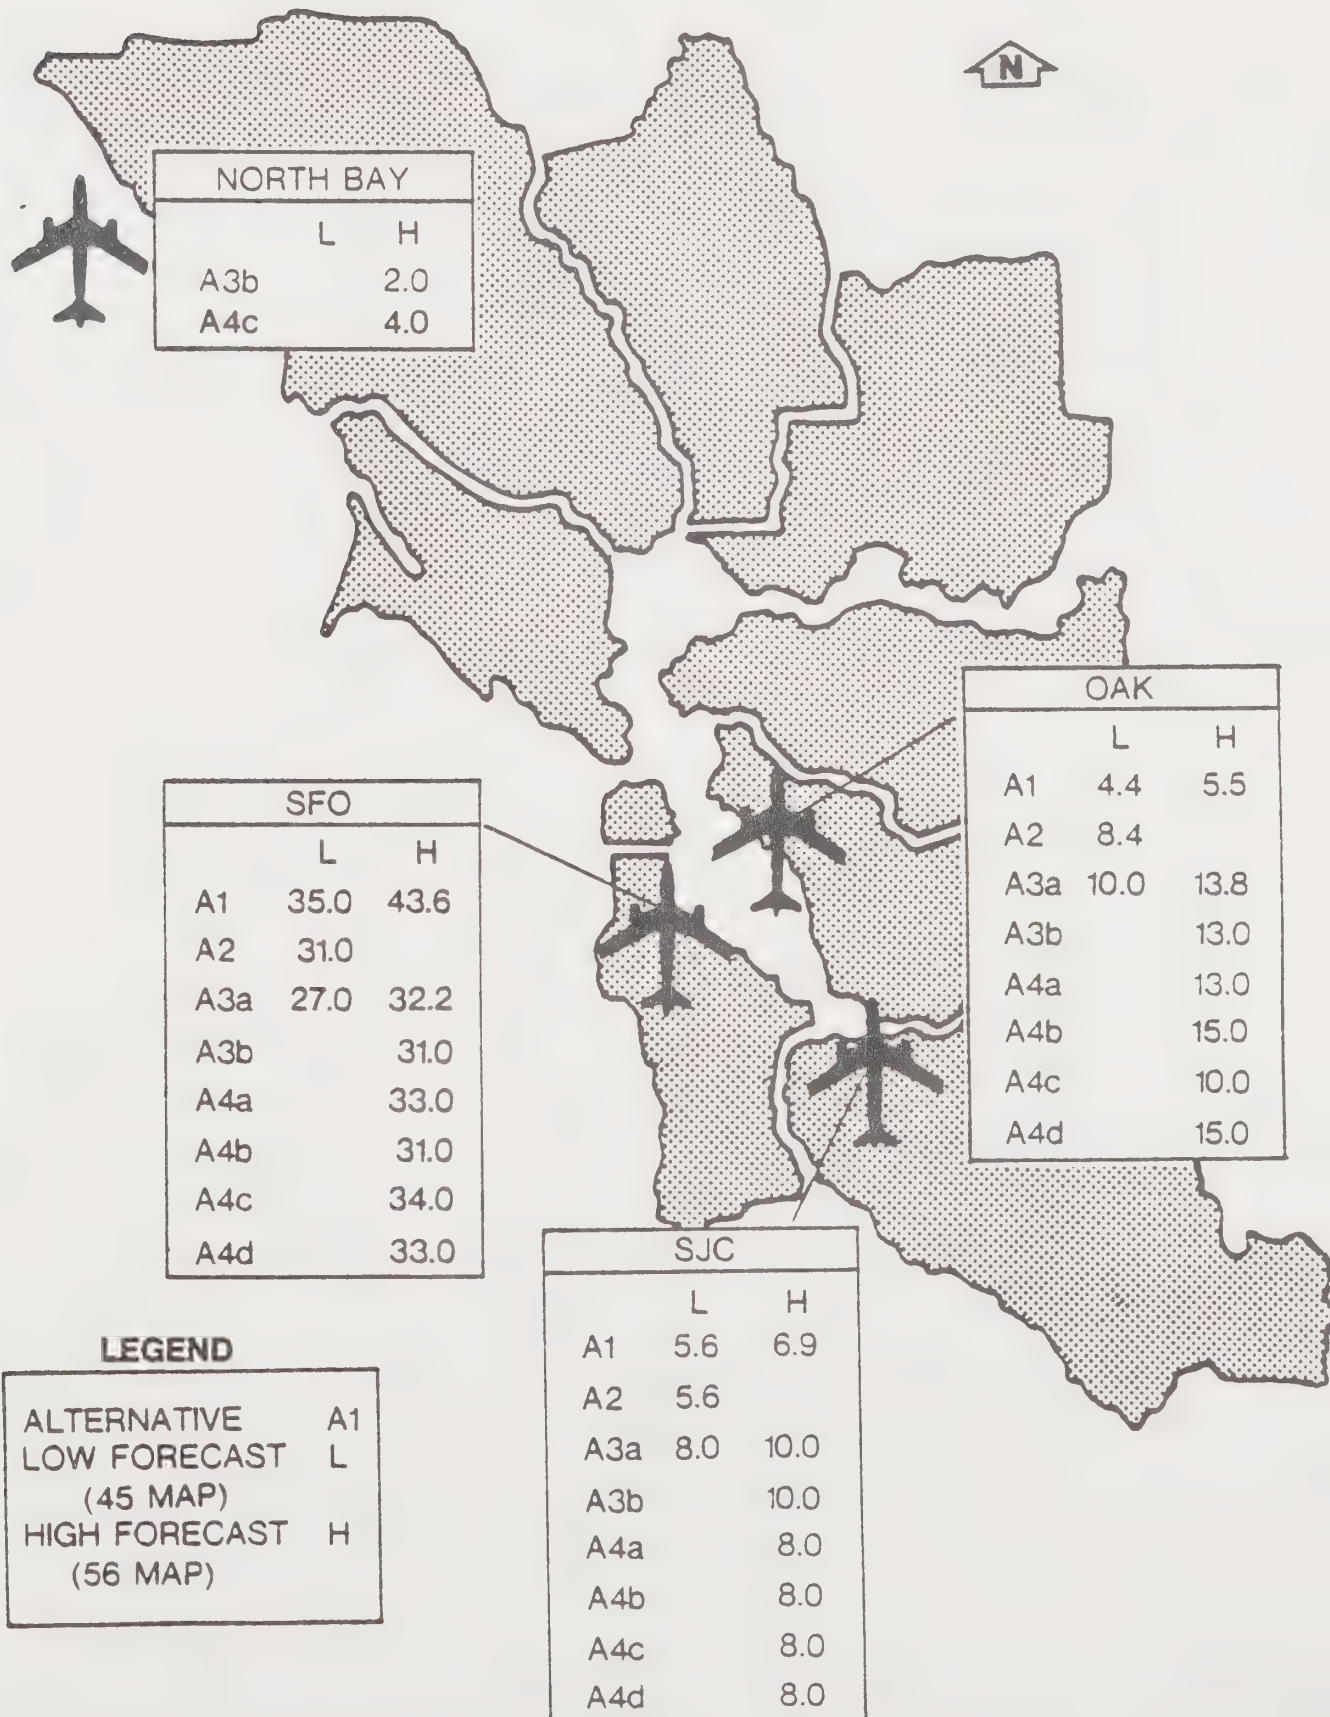 N
NORTH BAY
L H
A3b 2.0
A4c 4.0
OAK
L H
A1 4.4 5.5
A2 8.4
A3a 10.0 13.8
A3b 13.0
A4a 13.0
A4b 15.0
A4c 10.0
A4d 15.0
SFO
L H
A1 35.0 43.6
A2 31.0
A3a 27.0 32.2
A3b 31.0
A4a 33.0
A4b 31.0
A4c 34.0
A4d 33.0
SJC
L H
A1 5.6 6.9
A2 5.6
A3a 8.0 10.0
A3b 10.0
A4a 8.0
A4b 8.0
A4c 8.0
A4d 8.0
LEGEND
ALTERNATIVE A1
LOW FORECAST L
(45 MAP)
HIGH FORECAST H
(56 MAP)